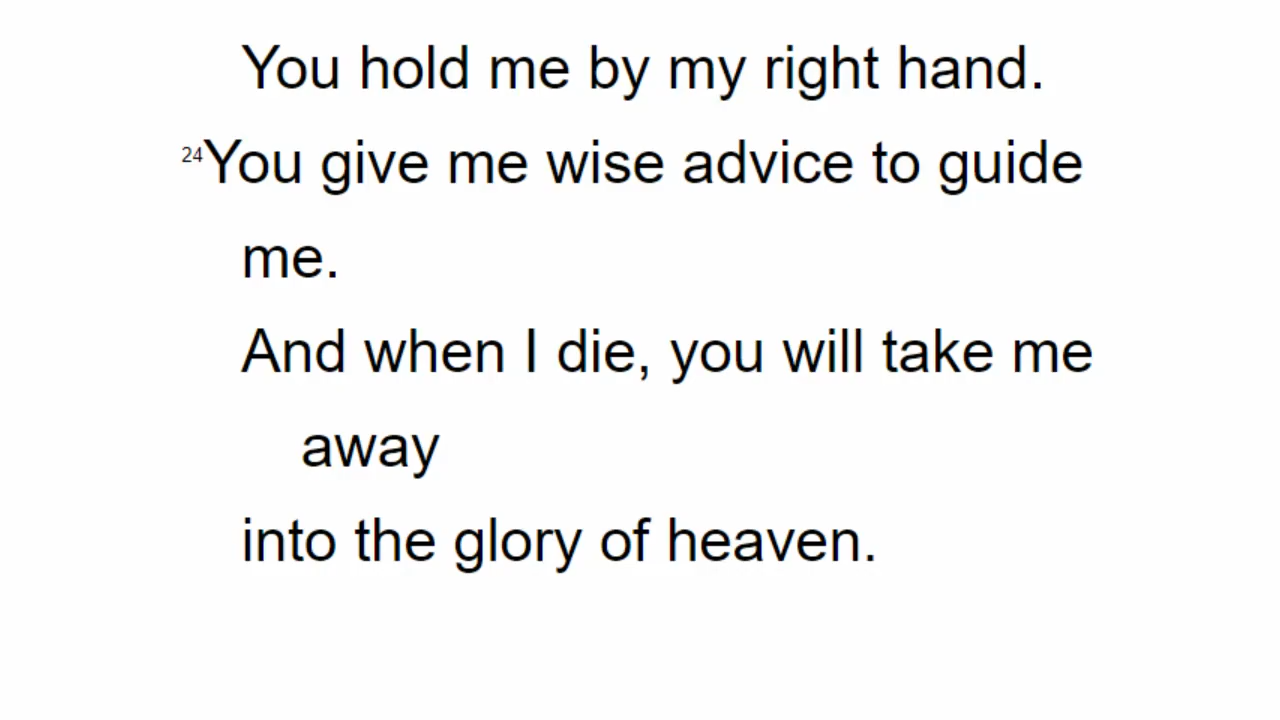 You hold me by my right hand.
24You give me wise advice to guide
me.
And when I die, you will take me
away
into the glory of heaven.